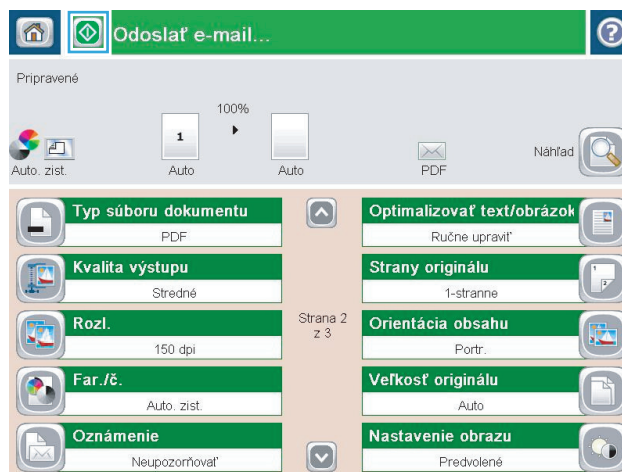 Odoslať e-mail...
Pripravené
100%
1
Auto. zist.
Auto
Auto
PDF
Náhľad
Typ súboru dokumentu
PDF
Kvalita výstupu
Stredné
Rozl.
150 dpi
Far./č.
Auto. zist.
Oznámenie
Neupozorňovať
Strana 2
z 3
Optimalizovať text/obrázok
Ručne upraviť
Strany originálu
1-stranne
Orientácia obsahu
Portr.
Veľkosť originálu
Auto
Nastavenie obrazu
Predvolené